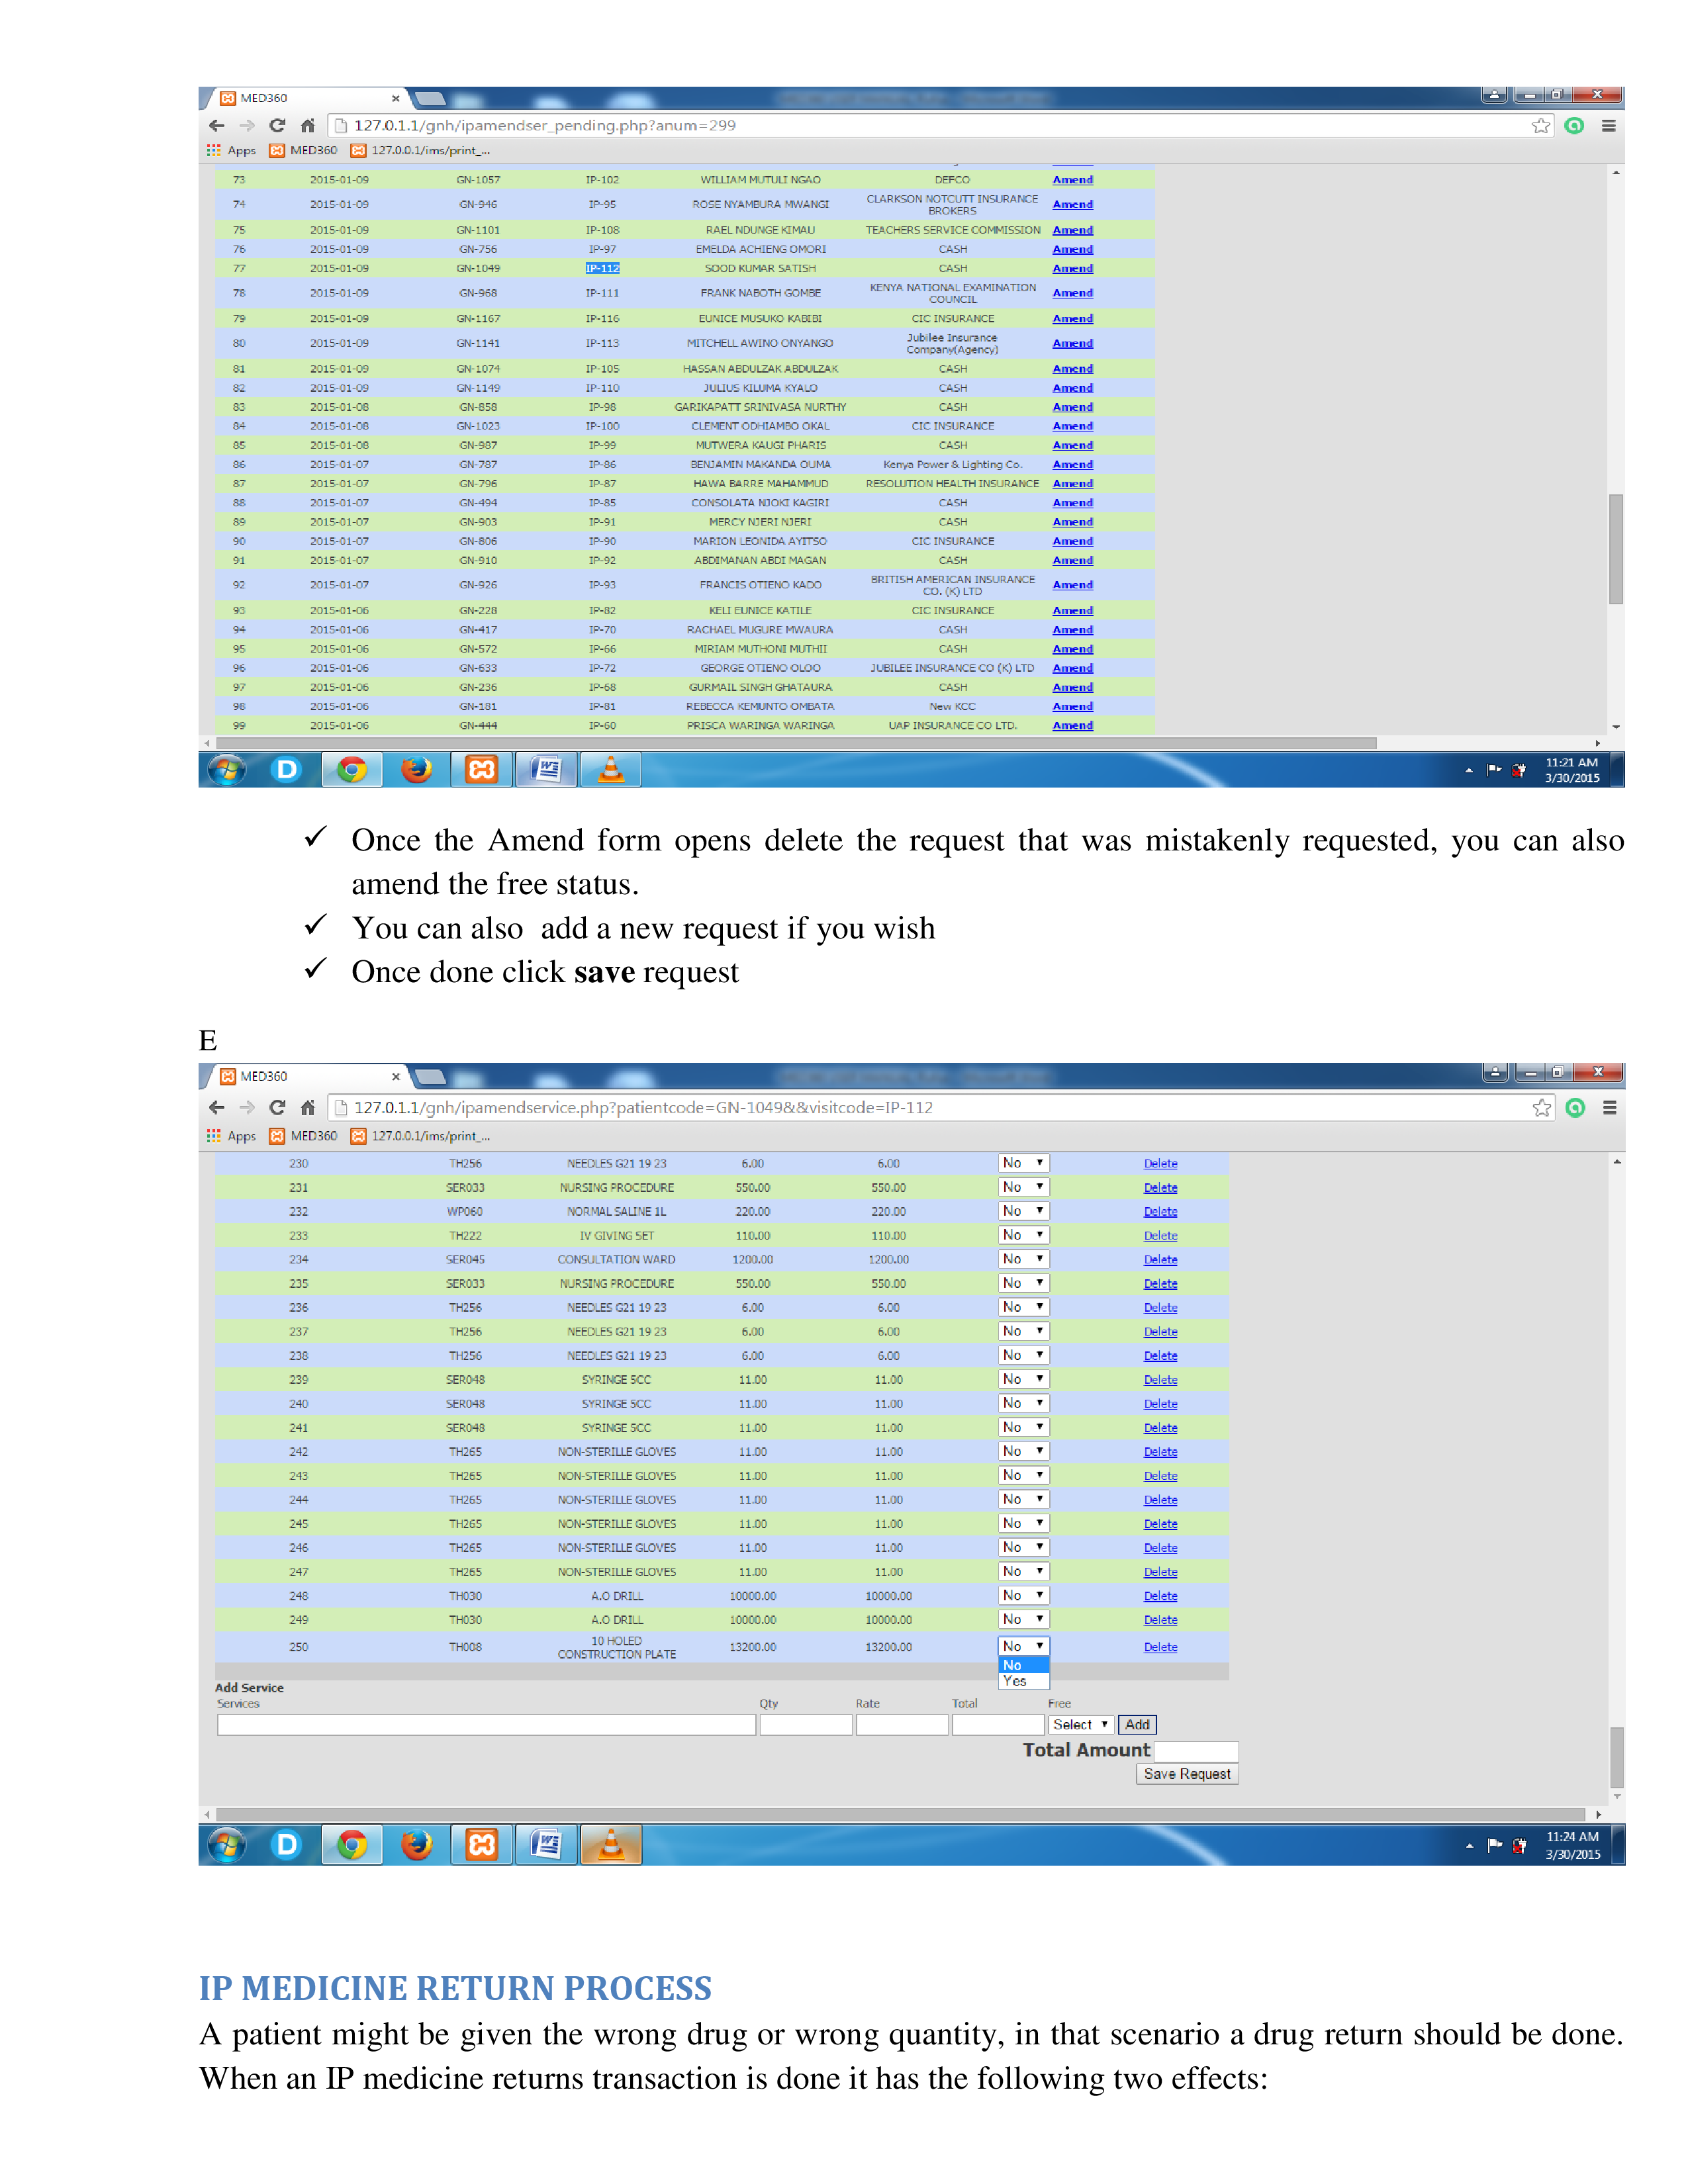 MED360
127.0.1.1/gnh/ipamendser_pending.php?anum=299
Apps MED360 127.0.0.1/ims/print_...
73 2015-01-09 GN-1057 IP-102 WILLIAM MUTULI NGAO DEFCO Amend
74 2015-01-09 GN-946 IP-95 ROSE NYAMBURA MWANGI CLARKSON NOTCUTT INSURANCE BROKERS Amend
75 2015-01-09 GN-1101 IP-108 RAEL NDUNGE KIMAU TEACHERS SERVICE COMMISSION Amend
76 2015-01-09 GN-756 IP-97 EMELDA ACHIENG OMORI CASH Amend
77 2015-01-09 GN-1049 IP-112 SOOD KUMAR SATISH CASH Amend
78 2015-01-09 GN-968 IP-111 FRANK NABOTH GOMBE KENYA NATIONAL EXAMINATION COUNCIL Amend
79 2015-01-09 GN-1167 IP-116 EUNICE MUSUKO KABIBI CIC INSURANCE Amend
80 2015-01-09 GN-1141 IP-113 MITCHELL AWINO ONYANGO Jubilee Insurance Company(Agency) Amend
81 2015-01-09 GN-1074 IP-105 HASSAN ABDULZAK ABDULZAK CASH Amend
82 2015-01-09 GN-1149 IP-110 JULIUS KILUMA KYALO CASH Amend
83 2015-01-08 GN-858 IP-98 GARIKAPATT SRINIVASA NURTHY CASH Amend
84 2015-01-08 GN-1023 IP-100 CLEMENT ODHIAMBO OKAL CIC INSURANCE Amend
85 2015-01-08 GN-987 IP-99 MUTWERA KAUGI PHARIS CASH Amend
86 2015-01-07 GN-787 IP-86 BENJAMIN MAKANDA OUMA Kenya Power & Lighting Co. Amend
87 2015-01-07 GN-796 IP-87 HAWA BARRE MAHAMMUD RESOLUTION HEALTH INSURANCE Amend
88 2015-01-07 GN-494 IP-85 CONSOLATA NJOKI KAGIRI CASH Amend
89 2015-01-07 GN-903 IP-91 MERCY NJERI NJERI CASH Amend
90 2015-01-07 GN-806 IP-90 MARION LEONIDA AYITSO CIC INSURANCE Amend
91 2015-01-07 GN-910 IP-92 ABDIMANAN ABDI MAGAN CASH Amend
92 2015-01-07 GN-926 IP-93 FRANCIS OTIENO KADO BRITISH AMERICAN INSURANCE CO. (K) LTD Amend
93 2015-01-06 GN-228 IP-82 KELI EUNICE KATILE CIC INSURANCE Amend
94 2015-01-06 GN-417 IP-70 RACHAEL MUGURE MWAURA CASH Amend
95 2015-01-06 GN-572 IP-66 MIRIAM MUTHONI MUTHII CASH Amend
96 2015-01-06 GN-633 IP-72 GEORGE OTIENO OLOO JUBILEE INSURANCE CO (K) LTD Amend
97 2015-01-06 GN-236 IP-68 GURMAIL SINGH GHATAURA CASH Amend
98 2015-01-06 GN-181 IP-81 REBECCA KEMUNTO OMBATA New KCC Amend
99 2015-01-06 GN-444 IP-60 PRISCA WARINGA WARINGA UAP INSURANCE CO LTD. Amend
11:21 AM
3/30/2015
✓ Once the Amend form opens delete the request that was mistakenly requested, you can also
amend the free status.
✓ You can also add a new request if you wish
✓ Once done click save request
E
MED360
127.0.1.1/gnh/ipamendservice.php?patientcode=GN-1049&&visitcode=IP-112
Apps MED360 127.0.0.1/ims/print_...
230 TH256 NEEDLES G21 19 23 6.00 6.00 No Delete
231 SER033 NURSING PROCEDURE 550.00 550.00 No Delete
232 WP060 NORMAL SALINE 1L 220.00 220.00 No Delete
233 TH222 IV GIVING SET 110.00 110.00 No Delete
234 SER045 CONSULTATION WARD 1200.00 1200.00 No Delete
235 SER033 NURSING PROCEDURE 550.00 550.00 No Delete
236 TH256 NEEDLES G21 19 23 6.00 6.00 No Delete
237 TH256 NEEDLES G21 19 23 6.00 6.00 No Delete
238 TH256 NEEDLES G21 19 23 6.00 6.00 No Delete
239 SER048 SYRINGE 5CC 11.00 11.00 No Delete
240 SER048 SYRINGE 5CC 11.00 11.00 No Delete
241 SER048 SYRINGE 5CC 11.00 11.00 No Delete
242 TH265 NON-STERILLE GLOVES 11.00 11.00 No Delete
243 TH265 NON-STERILLE GLOVES 11.00 11.00 No Delete
244 TH265 NON-STERILLE GLOVES 11.00 11.00 No Delete
245 TH265 NON-STERILLE GLOVES 11.00 11.00 No Delete
246 TH265 NON-STERILLE GLOVES 11.00 11.00 No Delete
247 TH265 NON-STERILLE GLOVES 11.00 11.00 No Delete
248 TH030 A.O DRILL 10000.00 10000.00 No Delete
249 TH030 A.O DRILL 10000.00 10000.00 No Delete
250 TH008 10 HOLED CONSTRUCTION PLATE 13200.00 13200.00 No Delete
No
Yes
Add Service
Services Qty Rate Total Free
Select Add
Total Amount
Save Request
11:24 AM
3/30/2015
IP MEDICINE RETURN PROCESS
A patient might be given the wrong drug or wrong quantity, in that scenario a drug return should be done.
When an IP medicine returns transaction is done it has the following two effects: